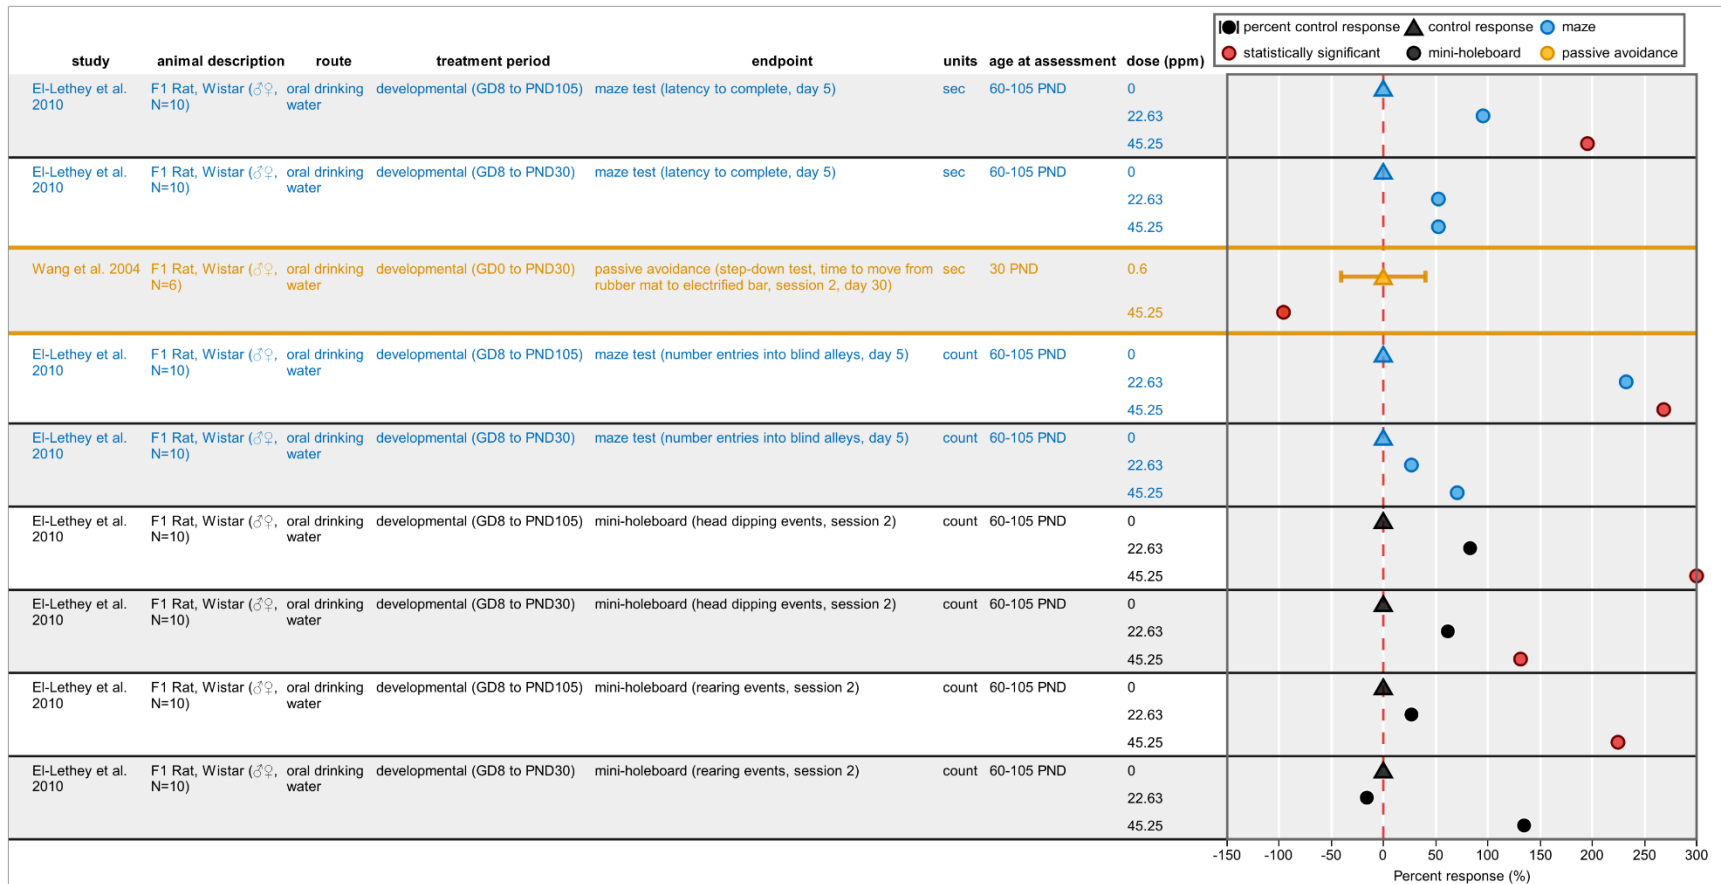 percent control response control response maze
statistically significant mini-holeboard passive avoidance
study animal description route treatment period endpoint units age at assessment dose (ppm)
El-Lethey et al. F1 Rat, Wistar (♂♀, oral drinking developmental (GD8 to PND105) maze test (latency to complete, day 5) sec 60-105 PND 0
2010 N=10) water
22.63
45.25
El-Lethey et al. F1 Rat, Wistar (♂♀, oral drinking developmental (GD8 to PND30) maze test (latency to complete, day 5) sec 60-105 PND 0
2010 N=10) water
22.63
45.25
Wang et al. 2004 F1 Rat, Wistar (♂♀, oral drinking developmental (GD0 to PND30) passive avoidance (step-down test, time to move from sec 30 PND 0.6
N=6) water rubber mat to electrified bar, session 2, day 30)
45.25
El-Lethey et al. F1 Rat, Wistar (♂♀, oral drinking developmental (GD8 to PND105) maze test (number entries into blind alleys, day 5) count 60-105 PND 0
2010 N=10) water
22.63
45.25
El-Lethey et al. F1 Rat, Wistar (♂♀, oral drinking developmental (GD8 to PND30) maze test (number entries into blind alleys, day 5) count 60-105 PND 0
2010 N=10) water
22.63
45.25
El-Lethey et al. F1 Rat, Wistar (♂♀, oral drinking developmental (GD8 to PND105) mini-holeboard (head dipping events, session 2) count 60-105 PND 0
2010 N=10) water
22.63
45.25
El-Lethey et al. F1 Rat, Wistar (♂♀, oral drinking developmental (GD8 to PND30) mini-holeboard (head dipping events, session 2) count 60-105 PND 0
2010 N=10) water
22.63
45.25
El-Lethey et al. F1 Rat, Wistar (♂♀, oral drinking developmental (GD8 to PND105) mini-holeboard (rearing events, session 2) count 60-105 PND 0
2010 N=10) water
22.63
45.25
El-Lethey et al. F1 Rat, Wistar (♂♀, oral drinking developmental (GD8 to PND30) mini-holeboard (rearing events, session 2) count 60-105 PND 0
2010 N=10) water
22.63
45.25
-150 -100 -50 0 50 100 150 200 250 300
Percent response (%)